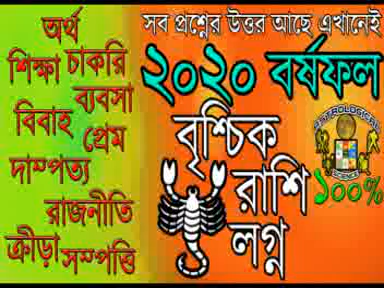 সব প্রশ্নের উত্তর আছে এখানেই
২০২০ বর্ষফল
বৃশ্চিক
রাশি
লগ্ন
১০০%
অর্থ
শিক্ষা চাকরি
ব্যবসা
বিবাহ
প্রেম
দাম্পত্য
রাজনীতি
ক্রীড়া সম্পত্তি